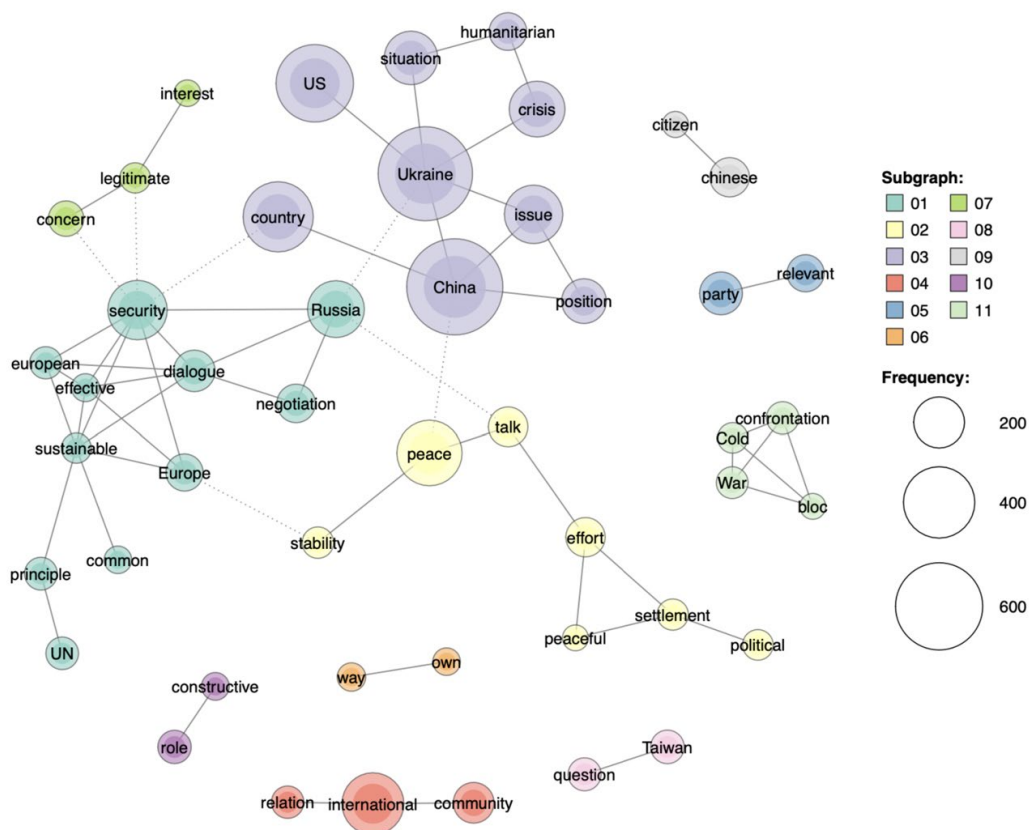 humanitarian
situation
US
interest
crisis
citizen
legitimate
Ukraine
chinese
concern
country
issue
China
position
security
Russia
relevant
party
european
effective
dialogue
negotiation
sustainable
Europe
talk
peace
confrontation
Cold
War
bloc
stability
effort
common
principle
settlement
peaceful
political
UN
own
way
constructive
role
Taiwan
question
relation
international
community
Subgraph:
01
02
03
04
05
06
07
08
09
10
11
Frequency:
200
400
600